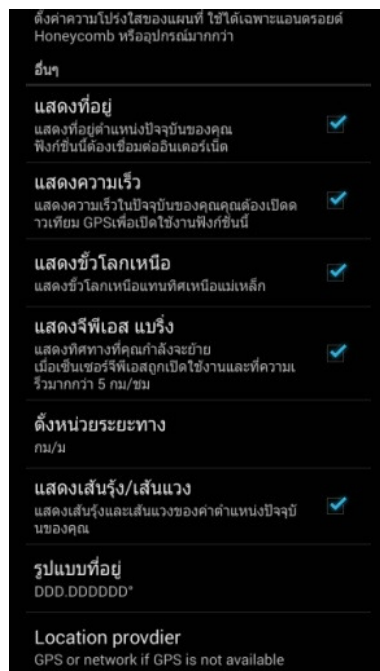 ตั้งค่าความโปร่งใสของแผนที่ ใช้ได้เฉพาะแอนดรอยด์
Honeycomb หรืออุปกรณ์มากกว่า
อื่นๆ
แสดงที่อยู่
แสดงที่อยู่ตำแหน่งปัจจุบันของคุณ
ฟังก์ชั่นนี้ต้องเชื่อมต่ออินเตอร์เน็ต
แสดงความเร็ว
แสดงความเร็วในปัจจุบันของคุณคุณต้องเปิดด
าวเทียม GPSเพื่อเปิดใช้งานฟังก์ชั่นนี้
แสดงขั้วโลกเหนือ
แสดงขั้วโลกเหนือแทนทิศเหนือแม่เหล็ก
แสดงจีพีเอส แบริ่ง
แสดงทิศทางที่คุณกำลังจะย้าย
เมื่อเซ็นเซอร์จีพีเอสถูกเปิดใช้งานและที่ความเ
ร็วมากกว่า 5 กม/ชม
ตั้งหน่วยระยะทาง
กม/ม
แสดงเส้นรุ้ง/เส้นแวง
แสดงเส้นรุ้งและเส้นแวงของค่าตำแหน่งปัจจุบั
นของคุณ
รูปแบบที่อยู่
DDD.DDDDDD°
Location provdier
GPS or network if GPS is not available